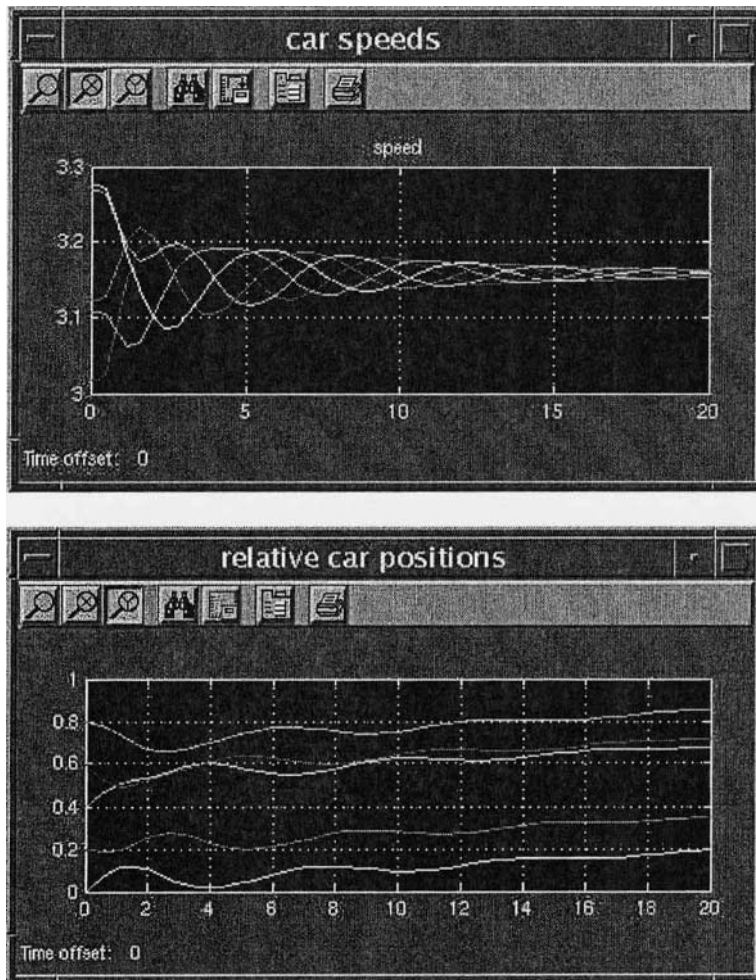 car speeds
speed
3.3
3.2
3.1
3
0 5 10 15 20
Time offset: 0
relative car positions
1
0.8
0.6
0.4
0.2
0
0 2 4 6 8 10 12 14 16 18 20
Time offset: 0